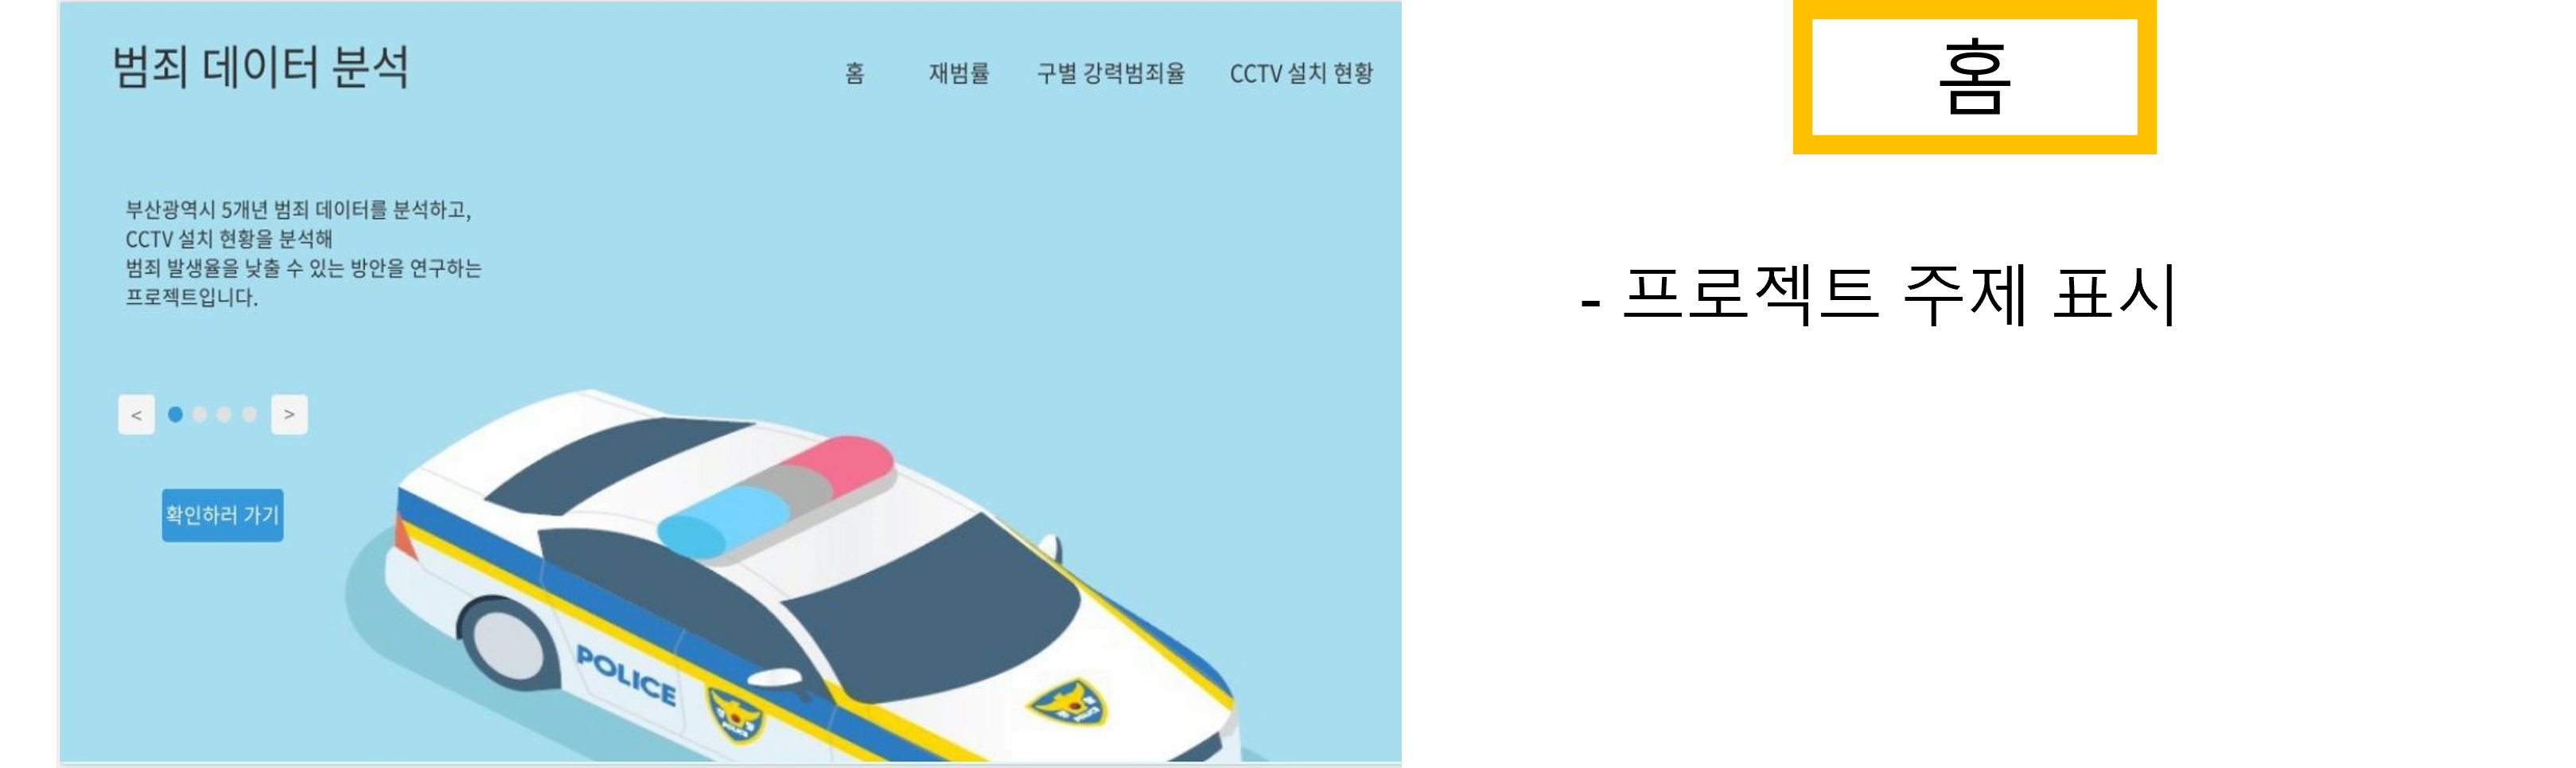 범죄 데이터 분석
홈 재범률 구별 강력범죄율 CCTV 설치 현황
부산광역시 5개년 범죄 데이터를 분석하고,
CCTV 설치 현황을 분석해
범죄 발생율을 낮출 수 있는 방안을 연구하는
프로젝트입니다.
< >
확인하러 가기
POLICE
홈
- 프로젝트 주제 표시